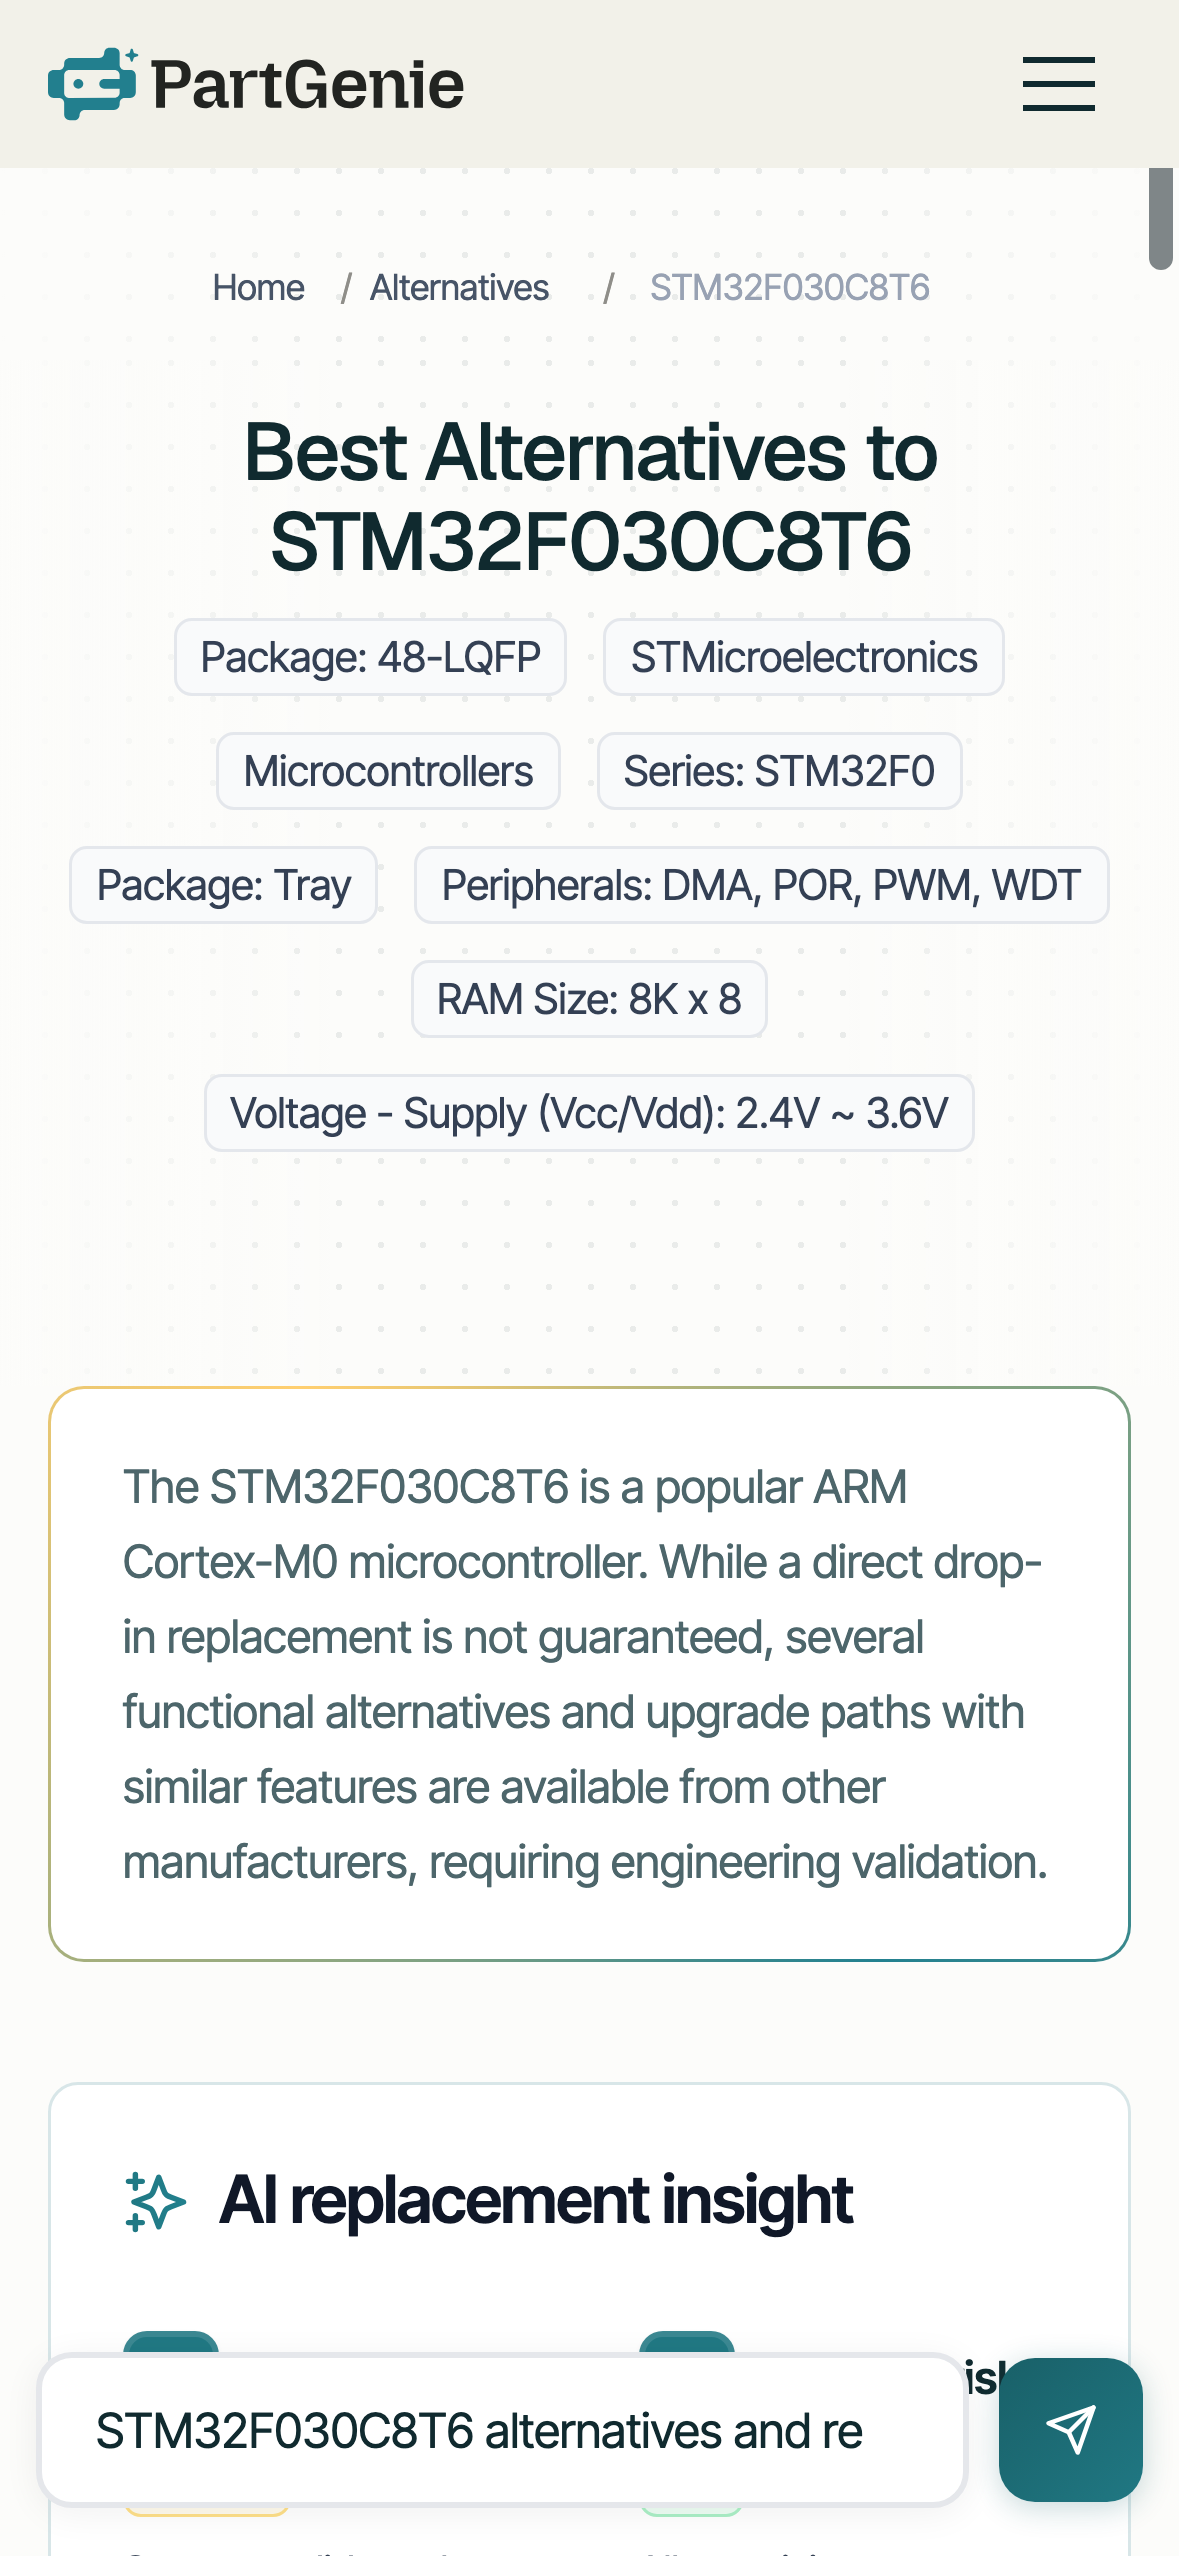 PartGenie
Home / Alternatives / STM32F030C8T6
Best Alternatives to
STM32F030C8T6
Package: 48-LQFP
STMicroelectronics
Microcontrollers
Series: STM32F0
Package: Tray
Peripherals: DMA, POR, PWM, WDT
RAM Size: 8K x 8
Voltage - Supply (Vcc/Vdd): 2.4V ~ 3.6V
The STM32F030C8T6 is a popular ARM
Cortex-M0 microcontroller. While a direct drop-
in replacement is not guaranteed, several
functional alternatives and upgrade paths with
similar features are available from other
manufacturers, requiring engineering validation.
AI replacement insight
STM32F030C8T6 alternatives and re